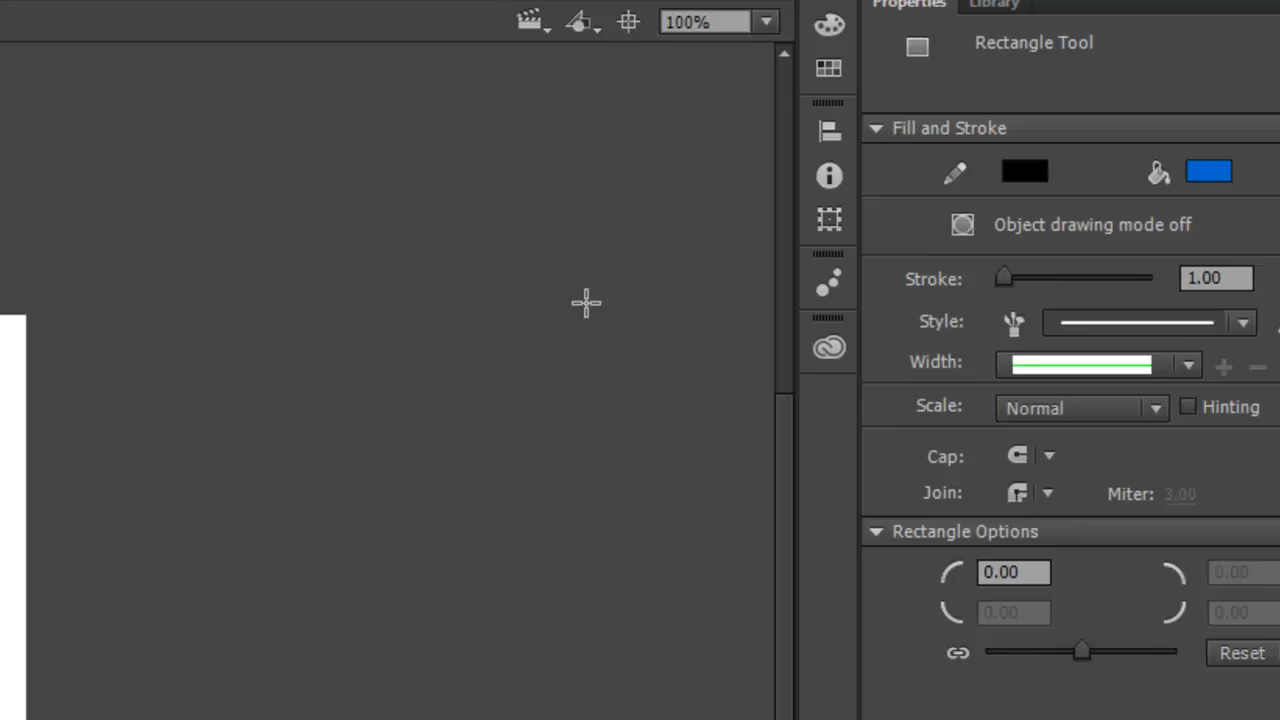 Properties Library
100%
Rectangle Tool
Fill and Stroke
Object drawing mode off
Stroke: 1.00
Style:
Width:
Scale: Normal Hinting
Cap:
Join: Miter: 3.00
Rectangle Options
0.00 0.00
0.00 0.00
Reset